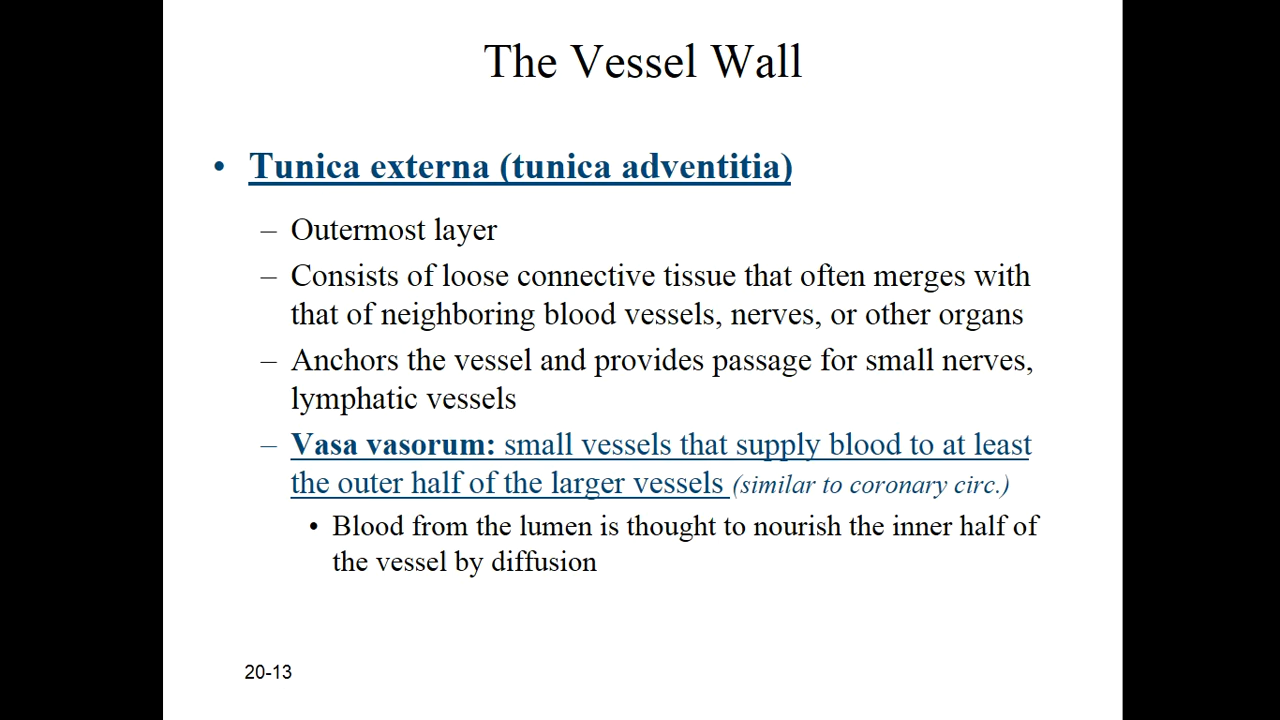 The Vessel Wall
• Tunica externa (tunica adventitia)
– Outermost layer
– Consists of loose connective tissue that often merges with
that of neighboring blood vessels, nerves, or other organs
– Anchors the vessel and provides passage for small nerves,
lymphatic vessels
– Vasa vasorum: small vessels that supply blood to at least
the outer half of the larger vessels (similar to coronary circ.)
• Blood from the lumen is thought to nourish the inner half of
the vessel by diffusion
20-13